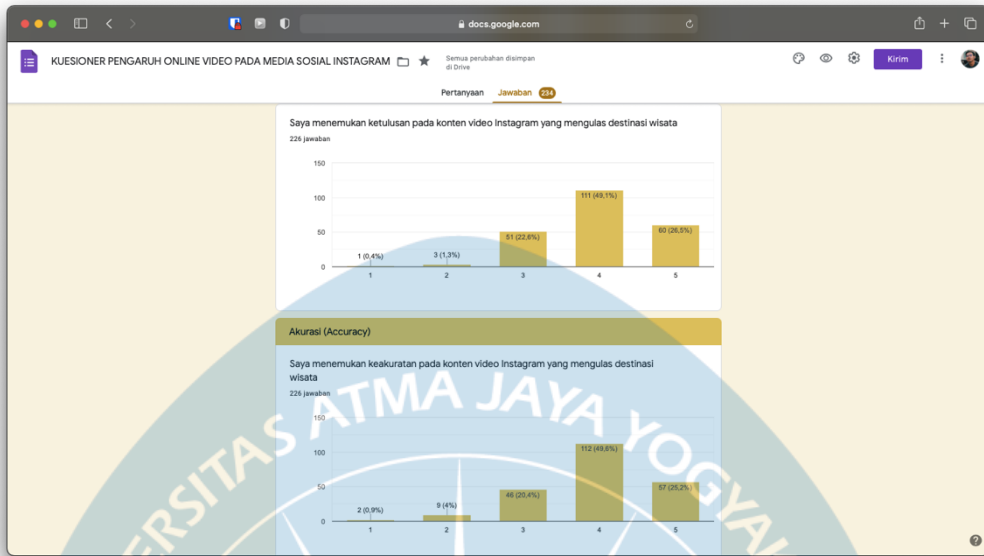 docs.google.com
KUESIONER PENGARUH ONLINE VIDEO PADA MEDIA SOSIAL INSTAGRAM
Semua perubahan disimpan
di Drive
Kirim
Pertanyaan Jawaban 234
Saya menemukan ketulusan pada konten video Instagram yang mengulas destinasi wisata
226 jawaban
150
100
50
0
1 (0,4%)
3 (1,3%)
51 (22,6%)
111 (49,1%)
60 (26,5%)
1 2 3 4 5
Akurasi (Accuracy)
Saya menemukan keakuratan pada konten video Instagram yang mengulas destinasi
wisata
226 jawaban
150
100
50
0
2 (0,9%)
9 (4%)
46 (20,4%)
112 (49,6%)
57 (25,2%)
1 2 3 4 5
ATMA JAYA